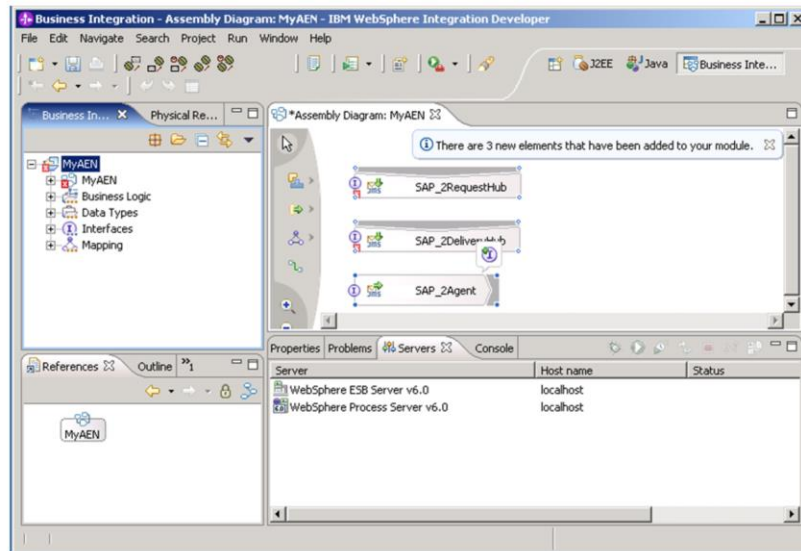 Business Integration - Assembly Diagram: MyAEN - IBM WebSphere Integration Developer
File Edit Navigate Search Project Run Window Help
J2EE Java Business Inte...
Business In... Physical Re...
*Assembly Diagram: MyAEN
There are 3 new elements that have been added to your module.
MyAEN
MyAEN
Business Logic
Data Types
Interfaces
Mapping
SAP_2RequestHub
SAP_2DeliveryHub
SAP_2Agent
Properties Problems Servers Console
Server Host name Status
WebSphere ESB Server v6.0 localhost
WebSphere Process Server v6.0 localhost
References Outline »1
MyAEN